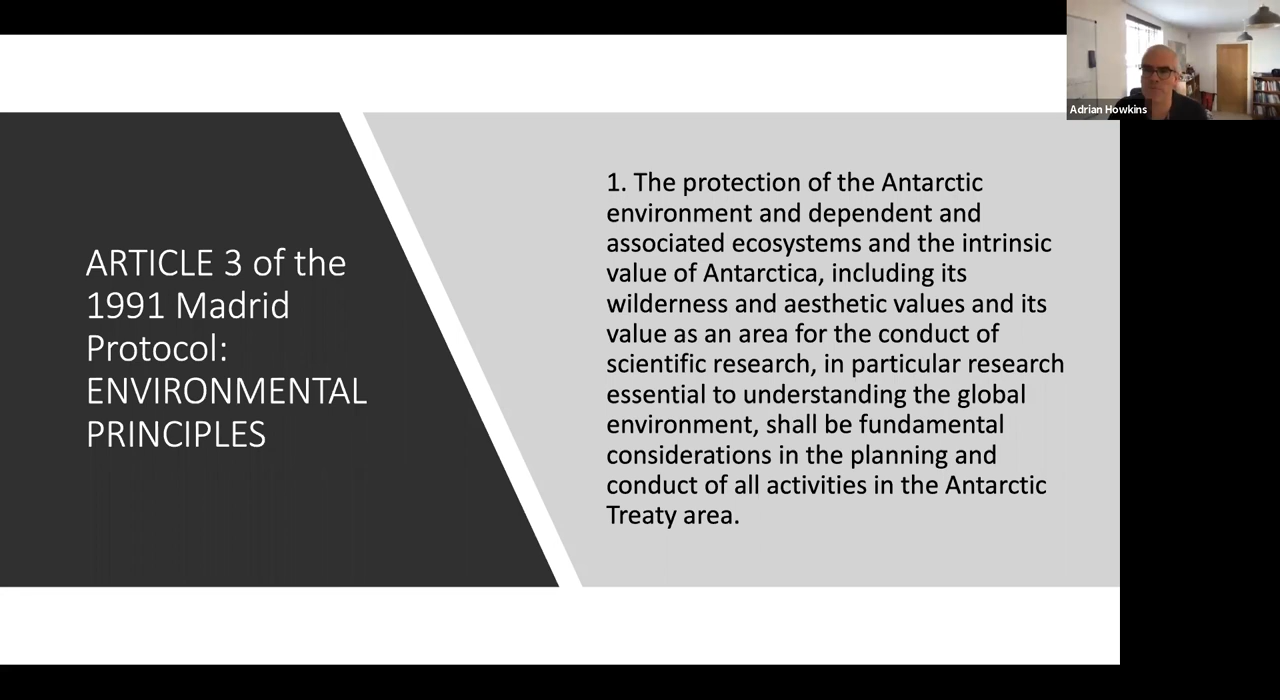 ARTICLE 3 of the
1991 Madrid
Protocol:
ENVIRONMENTAL
PRINCIPLES
1. The protection of the Antarctic
environment and dependent and
associated ecosystems and the intrinsic
value of Antarctica, including its
wilderness and aesthetic values and its
value as an area for the conduct of
scientific research, in particular research
essential to understanding the global
environment, shall be fundamental
considerations in the planning and
conduct of all activities in the Antarctic
Treaty area.
Adrian Howkins